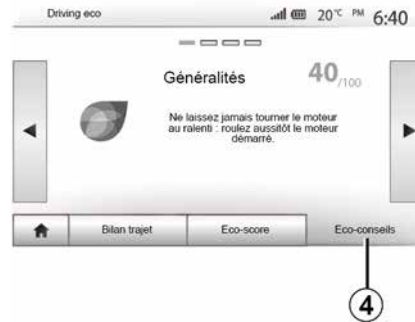 Driving eco
20°C PM 6:40
Généralités
40/100
Ne laissez jamais tourner le moteur
au ralenti : roulez aussitôt le moteur
démarré.
Bilan trajet
Eco-score
Eco-conseils
4